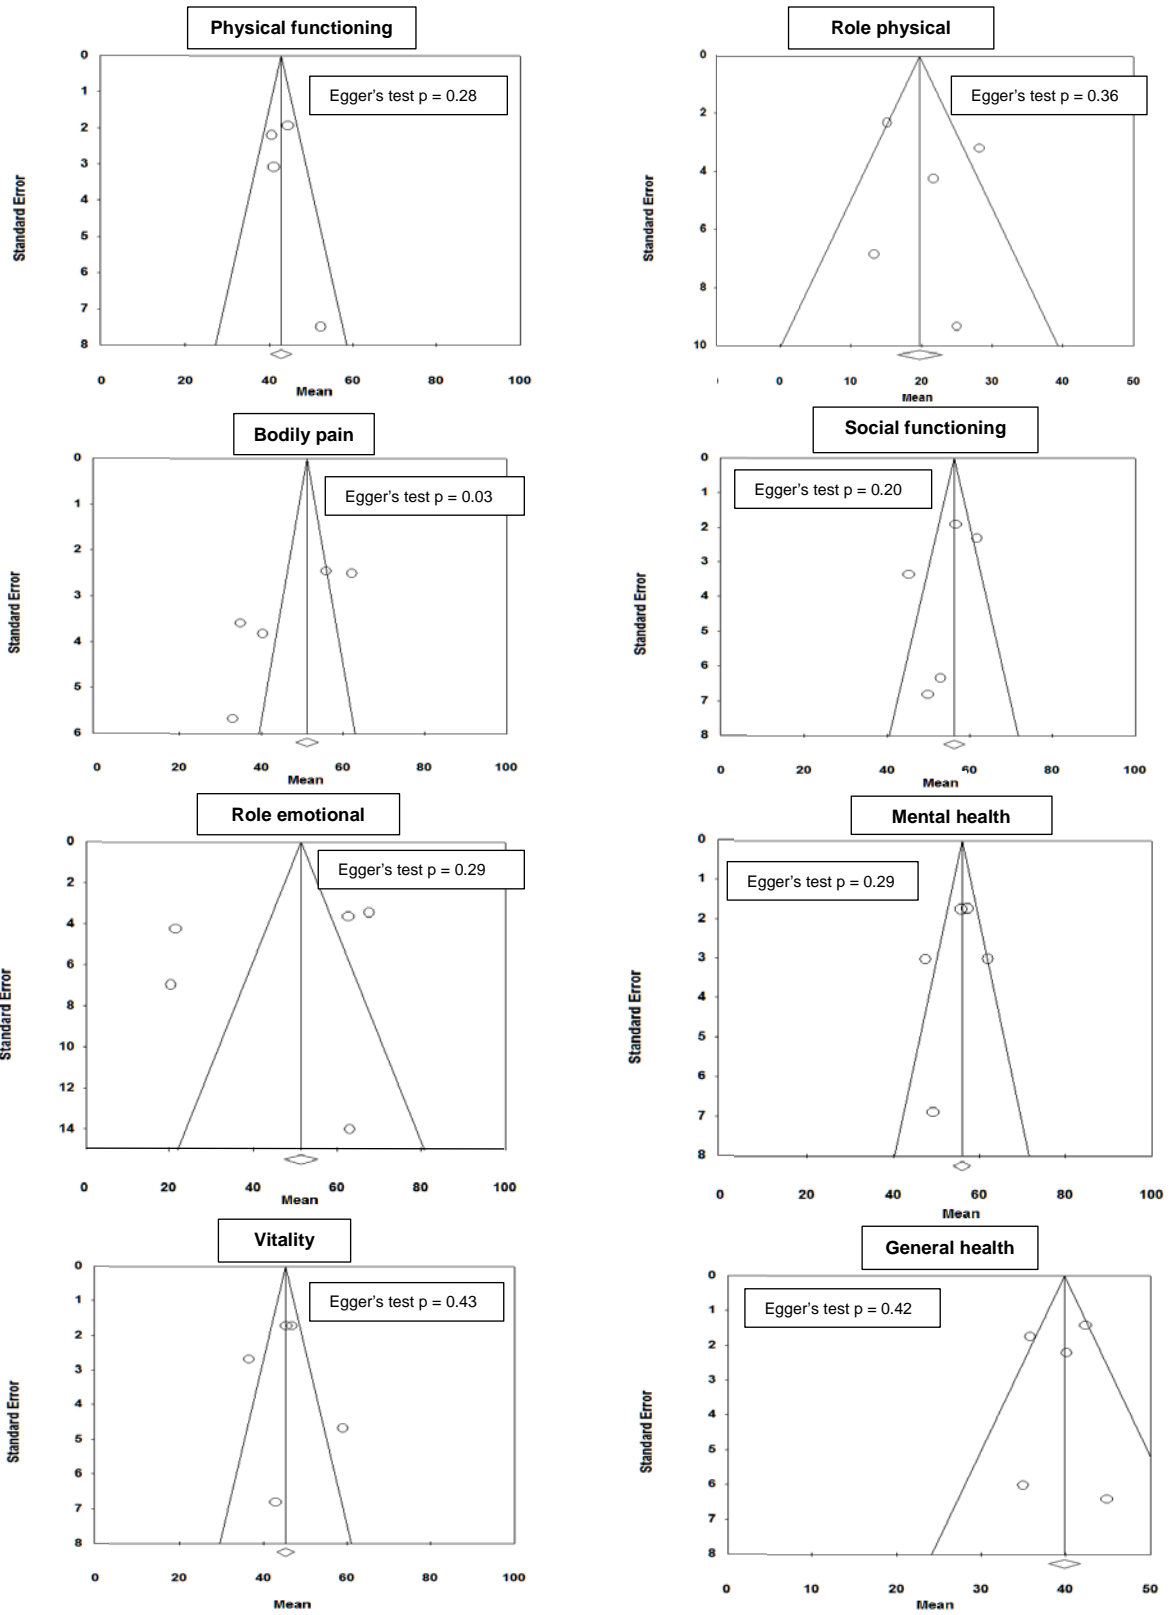 Physical functioning
Egger's test p = 0.28
0
1
2
3
4
5
6
7
8
Standard Error
0 20 40 60 80 100
Mean
Role physical
Egger's test p = 0.36
0
2
4
6
8
10
Standard Error
0 10 20 30 40 50
Mean
Bodily pain
Egger's test p = 0.03
0
1
2
3
4
5
6
Standard Error
0 20 40 60 80 100
Mean
Social functioning
Egger's test p = 0.20
0
1
2
3
4
5
6
7
8
Standard Error
0 20 40 60 80 100
Mean
Role emotional
Egger's test p = 0.29
0
2
4
6
8
10
12
14
Standard Error
0 20 40 60 80 100
Mean
Mental health
Egger's test p = 0.29
0
1
2
3
4
5
6
7
8
Standard Error
0 20 40 60 80 100
Mean
Vitality
Egger's test p = 0.43
0
1
2
3
4
5
6
7
8
Standard Error
0 20 40 60 80 100
Mean
General health
Egger's test p = 0.42
0
1
2
3
4
5
6
7
8
Standard Error
0 10 20 30 40 50
Mean